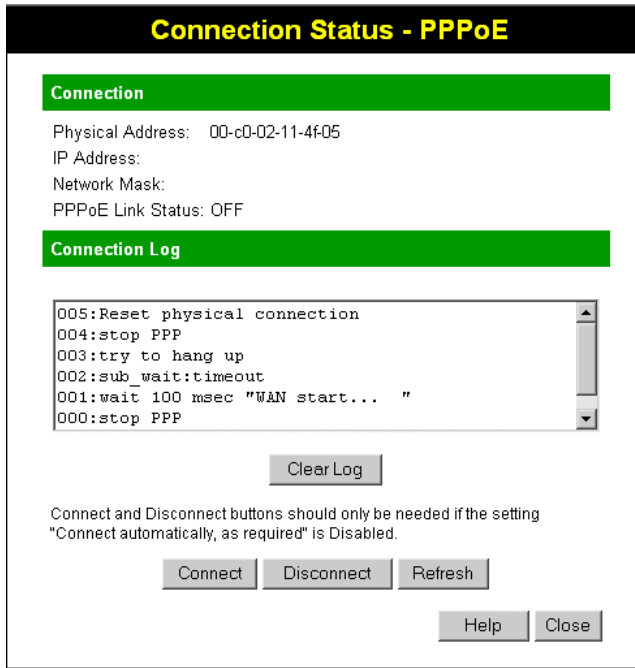 Connection Status - PPPoE
Connection
Physical Address: 00-c0-02-11-4f-05
IP Address:
Network Mask:
PPPoE Link Status: OFF
Connection Log
005:Reset physical connection
004:stop PPP
003:try to hang up
002:sub_wait:timeout
001:wait 100 msec "WAN start... "
000:stop PPP
Clear Log
Connect and Disconnect buttons should only be needed if the setting
"Connect automatically, as required" is Disabled.
Connect Disconnect Refresh
Help Close